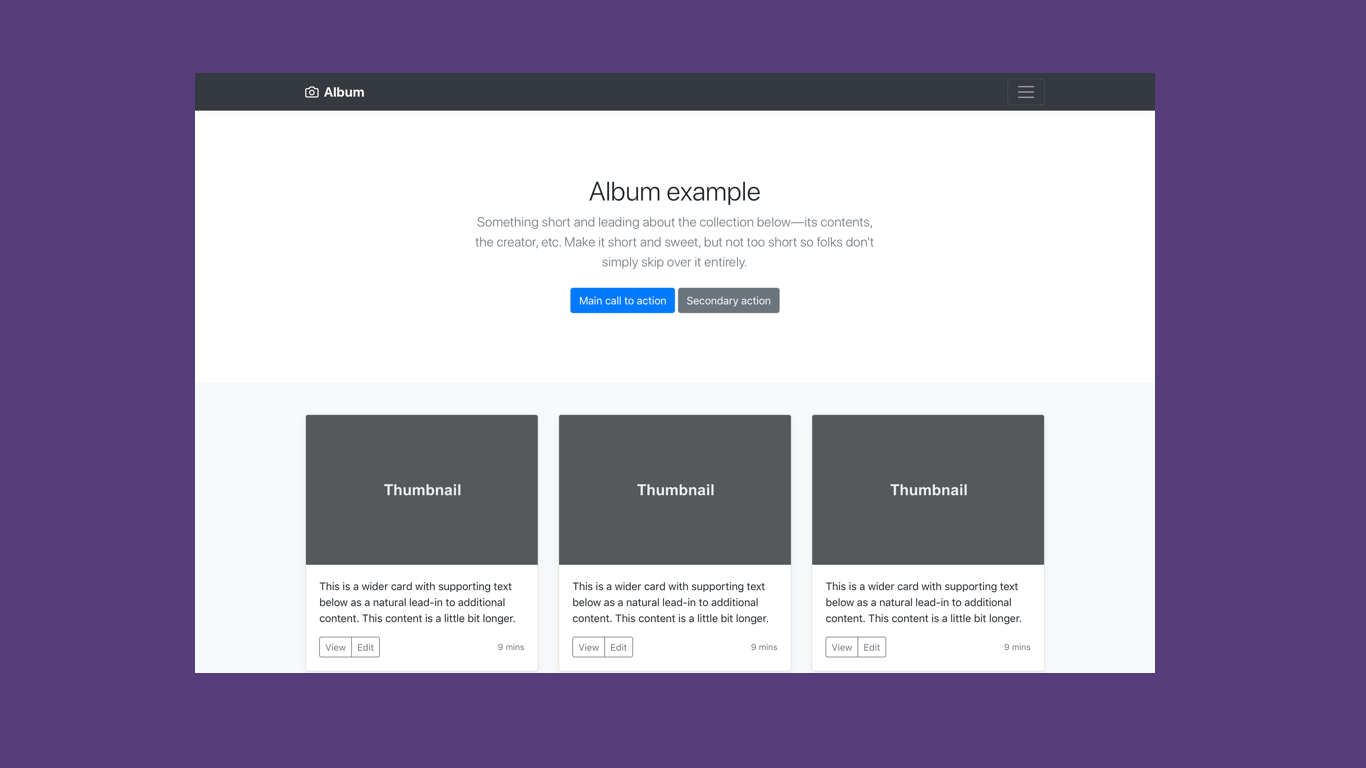 Album
Album example
Something short and leading about the collection below—its contents,
the creator, etc. Make it short and sweet, but not too short so folks don't
simply skip over it entirely.
Main call to action Secondary action
Thumbnail
This is a wider card with supporting text
below as a natural lead-in to additional
content. This content is a little bit longer.
View Edit 9 mins
Thumbnail
This is a wider card with supporting text
below as a natural lead-in to additional
content. This content is a little bit longer.
View Edit 9 mins
Thumbnail
This is a wider card with supporting text
below as a natural lead-in to additional
content. This content is a little bit longer.
View Edit 9 mins